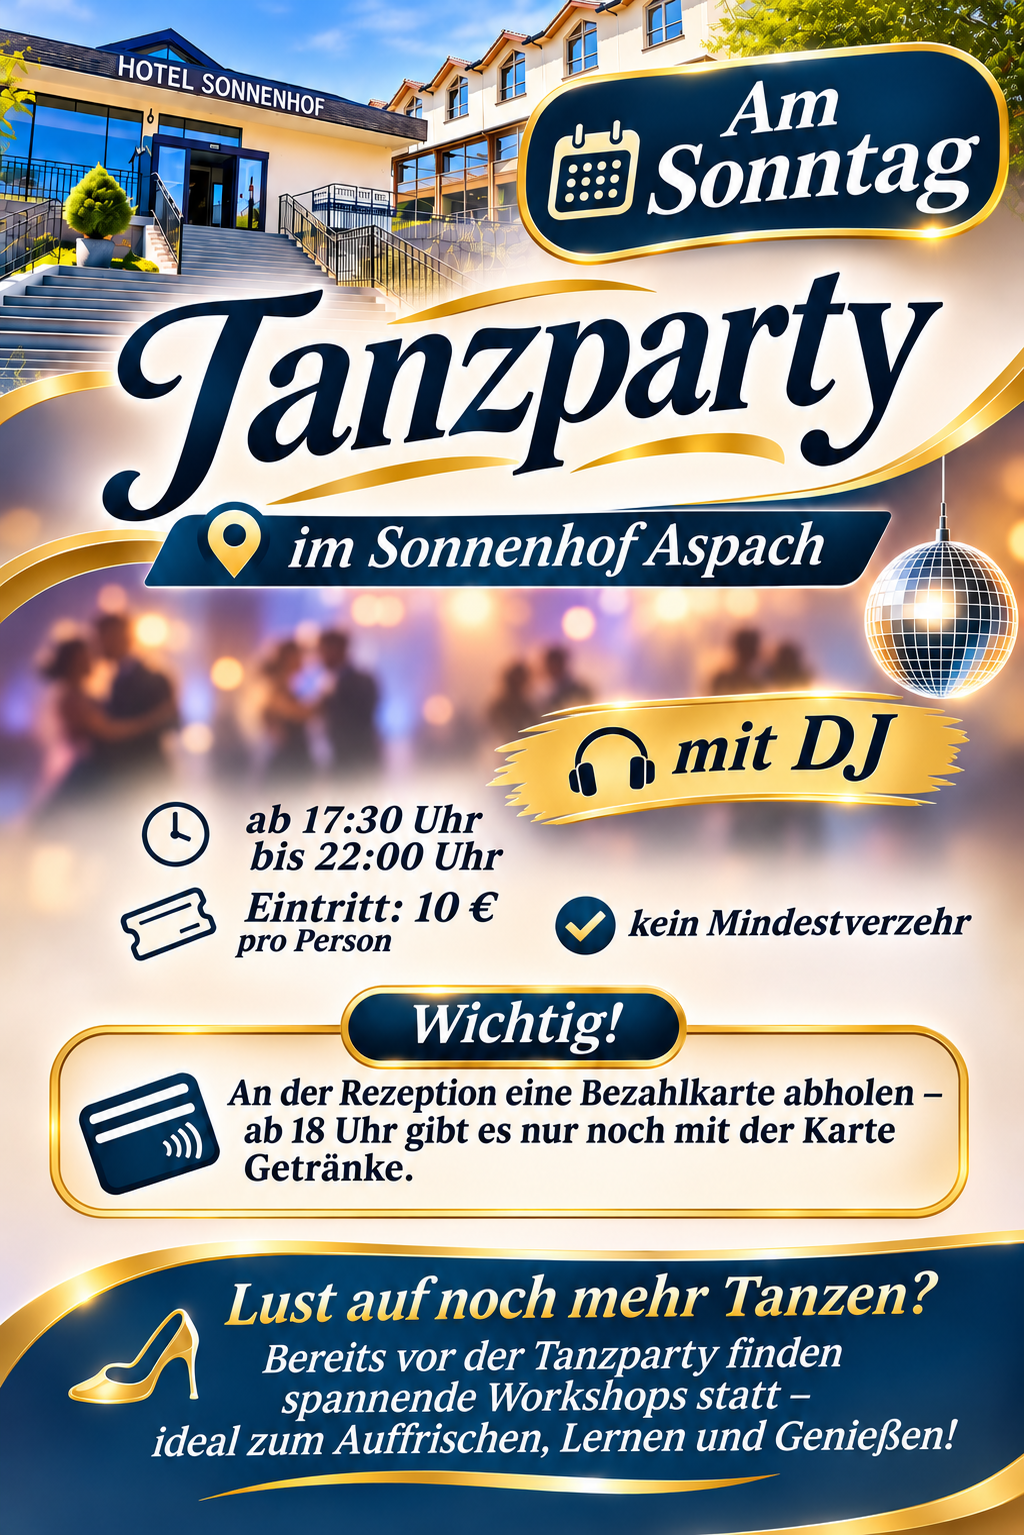 HOTEL SONNENHOF
Am
Sonntag
Tanzparty
im Sonnenhof Aspach
mit DJ
ab 17:30 Uhr
bis 22:00 Uhr
Eintritt: 10 €
pro Person
kein Mindestverzehr
Wichtig!
An der Rezeption eine Bezahlkarte abholen –
ab 18 Uhr gibt es nur noch mit der Karte
Getränke.
Lust auf noch mehr Tanzen?
Bereits vor der Tanzparty finden
spannende Workshops statt –
ideal zum Auffrischen, Lernen und Genießen!